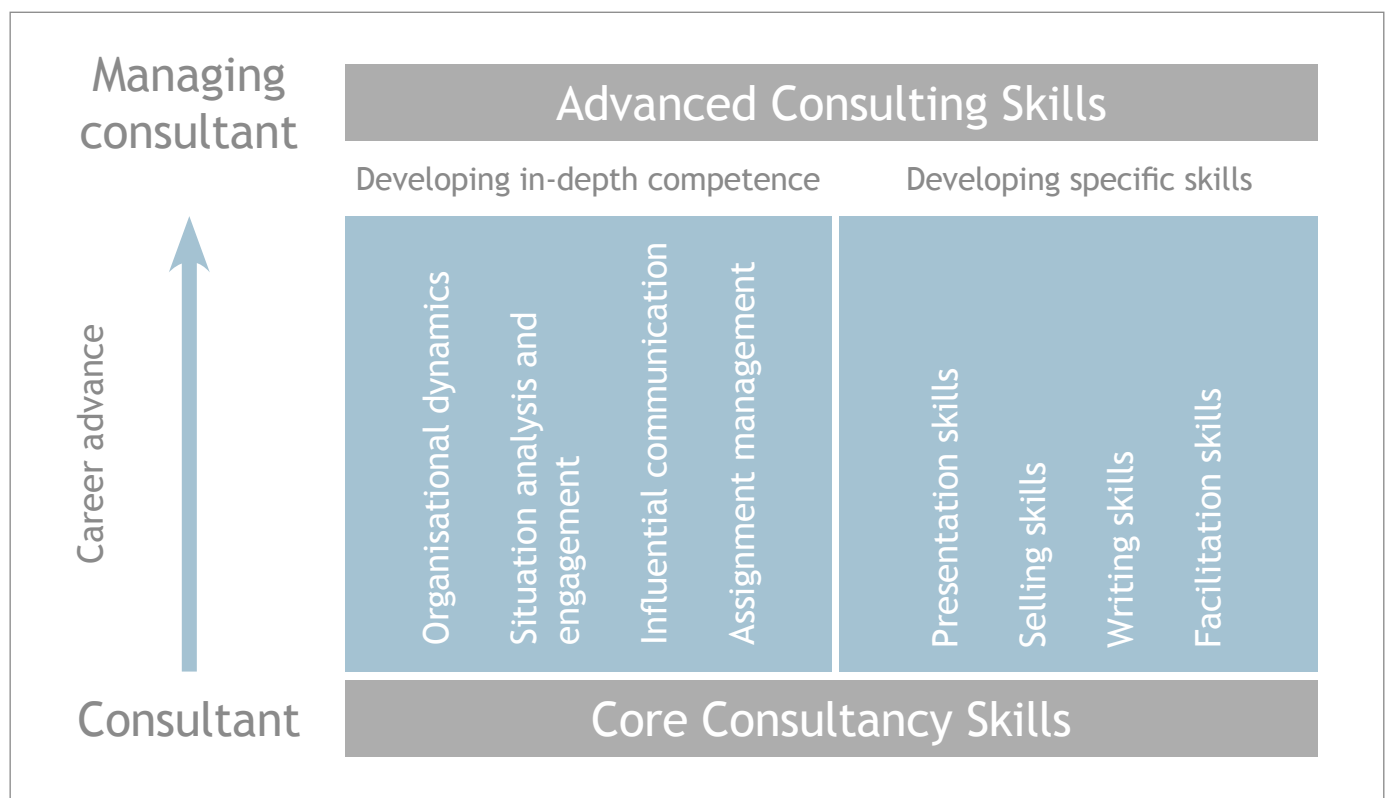 Managing
consultant
Advanced Consulting Skills
Developing in-depth competence
Developing specific skills
Career advance
Organisational dynamics
Situation analysis and
engagement
Influential communication
Assignment management
Presentation skills
Selling skills
Writing skills
Facilitation skills
Consultant
Core Consultancy Skills